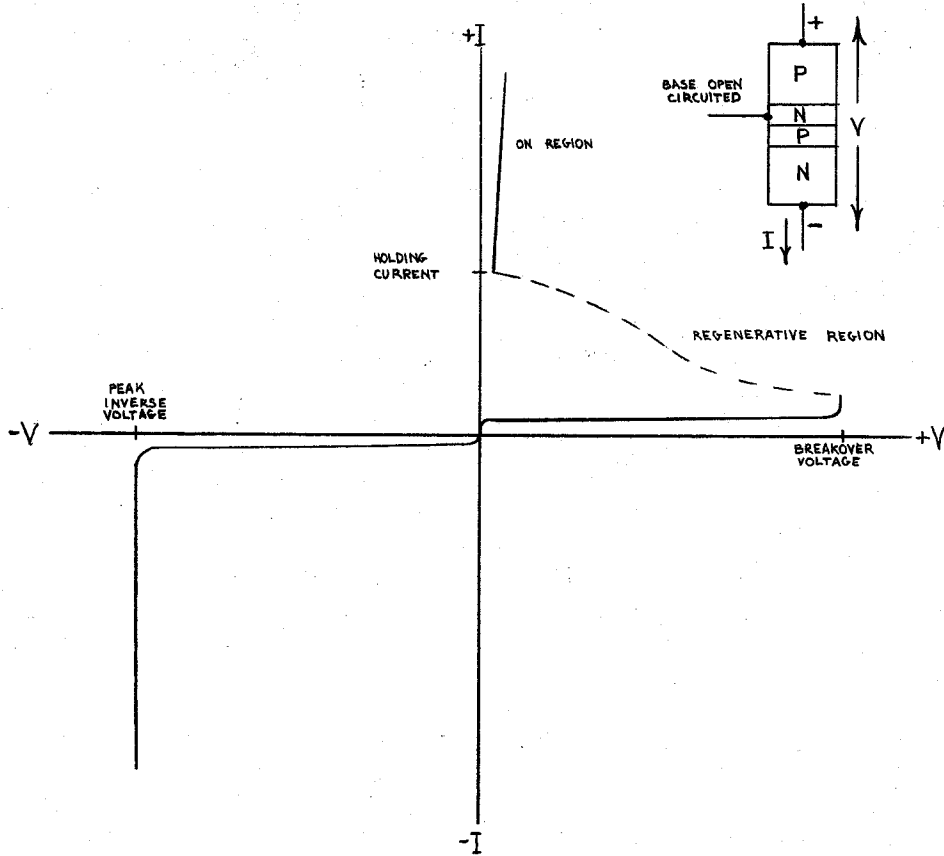 +I
+
P
BASE OPEN
CIRCUITED
N
P
V
N
ON REGION
-
I
HOLDING
CURRENT
REGENERATIVE REGION
PEAK
INVERSE
VOLTAGE
-V
+V
BREAKOVER
VOLTAGE
-I